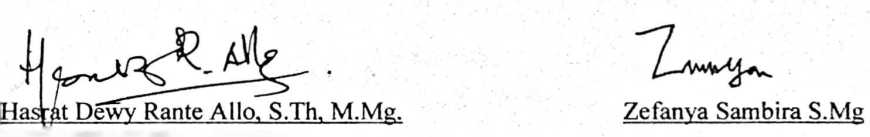 Hasrat Dewy Rante Allo, S.Th, M.Mg.
Zefanya Sambira S.Mg